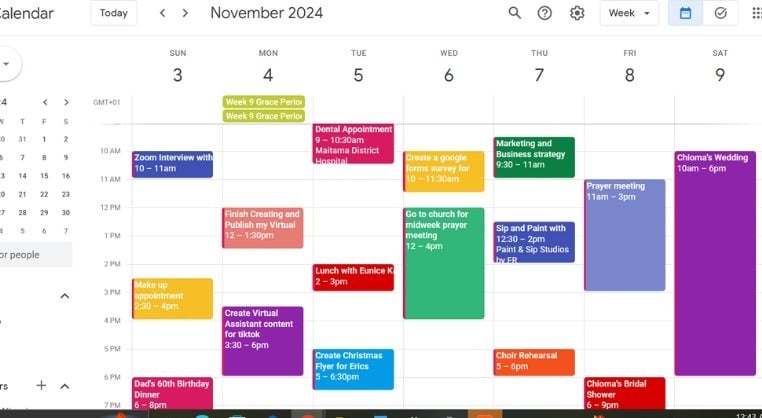 Calendar Today November 2024 Week
SUN MON TUE WED THU FRI SAT
3 4 5 6 7 8 9
GMT+01
Week 9 Grace Perio
Week 9 Grace Perio
24
W T F S
30 31 1 2
6 7 8 9
13 14 15 16
20 21 22 23
27 28 29 30
4 5 6 7
or people
rs
10 AM
11 AM
12 PM
1 PM
2 PM
3 PM
4 PM
5 PM
6 PM
7 PM
Zoom Interview with
10 – 11am
Make up
appointment
2:30 – 4pm
Dad's 60th Birthday
Dinner
6 – 8pm
Finish Creating and
Publish my Virtual
12 – 1:30pm
Create Virtual
Assistant content
for tiktok
3:30 – 6pm
Dental Appointment
9 – 10:30am
Maitama District
Hospital
Lunch with Eunice K
2 – 3pm
Create Christmas
Flyer for Erics
5 – 6:30pm
Create a google
forms survey for
10 – 11:30am
Go to church for
midweek prayer
meeting
12 – 4pm
Marketing and
Business strategy
9:30 – 11am
Sip and Paint with
12:30 – 2pm
Paint & Sip Studios
by FR
Choir Rehearsal
5 – 6pm
Prayer meeting
11am – 3pm
Chioma's Bridal
Shower
6 – 9pm
Chioma's Wedding
10am – 6pm